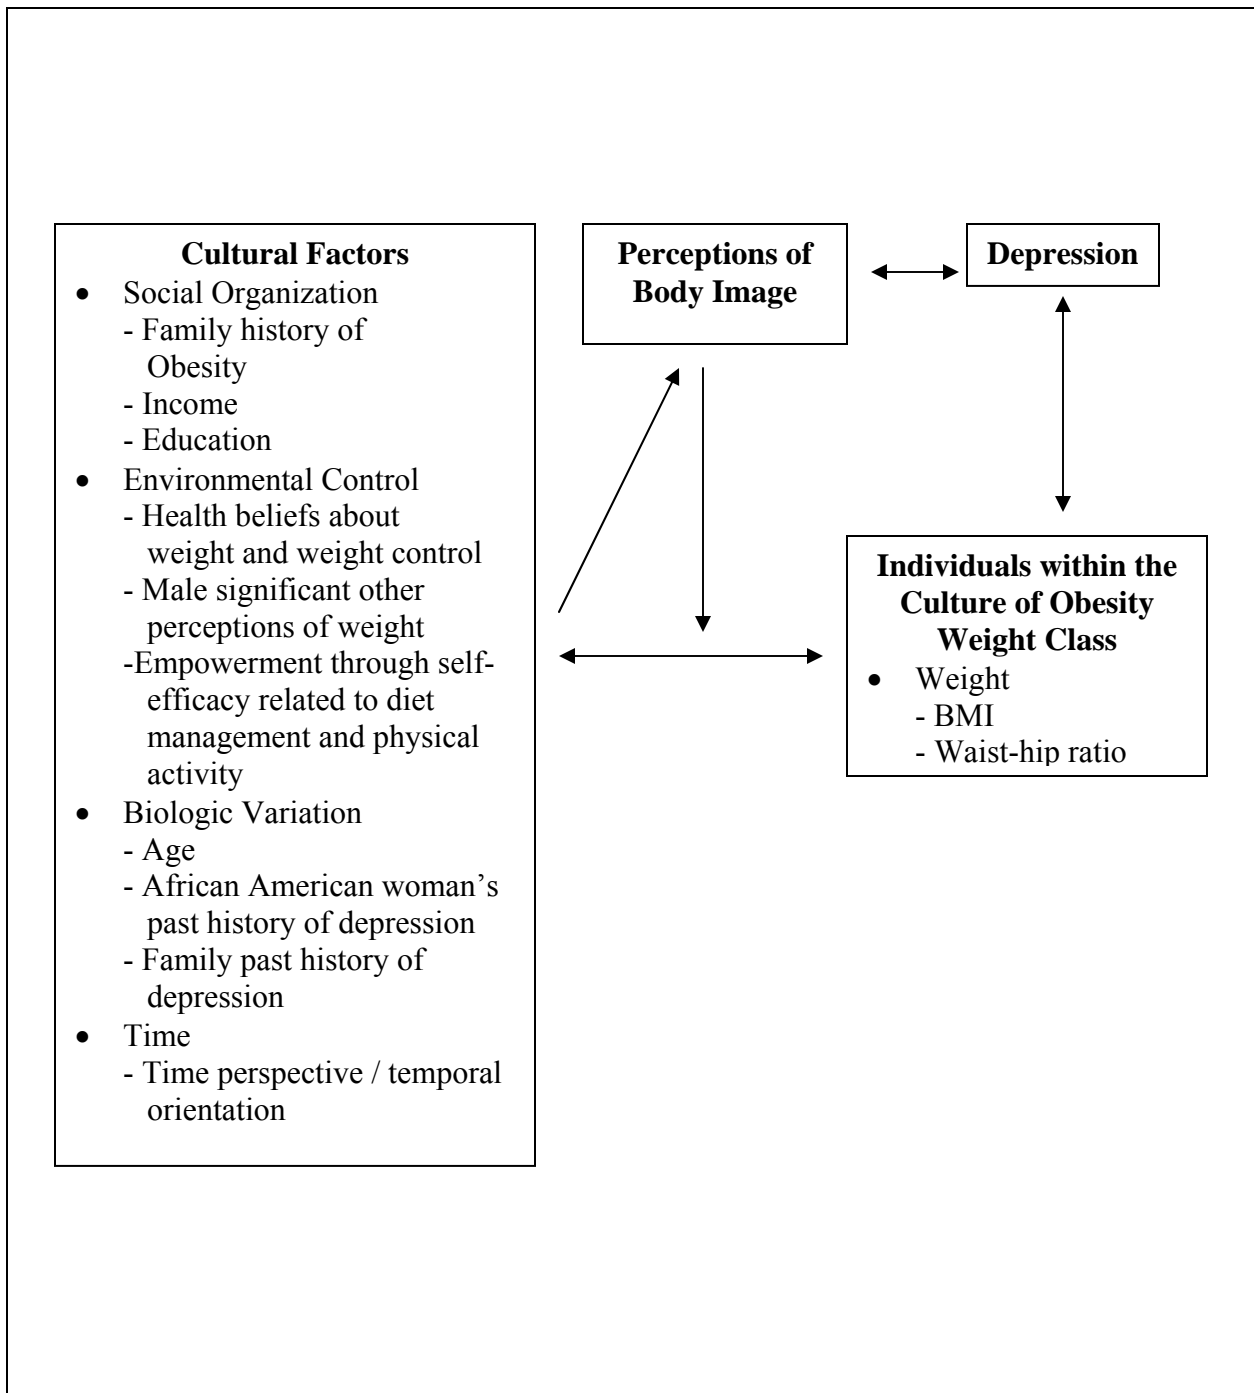 Cultural Factors
• Social Organization
- Family history of
Obesity
- Income
- Education
• Environmental Control
- Health beliefs about
weight and weight control
- Male significant other
perceptions of weight
-Empowerment through self-
efficacy related to diet
management and physical
activity
• Biologic Variation
- Age
- African American woman’s
past history of depression
- Family past history of
depression
• Time
- Time perspective / temporal
orientation
Perceptions of
Body Image
Depression
Individuals within the
Culture of Obesity
Weight Class
• Weight
- BMI
- Waist-hip ratio